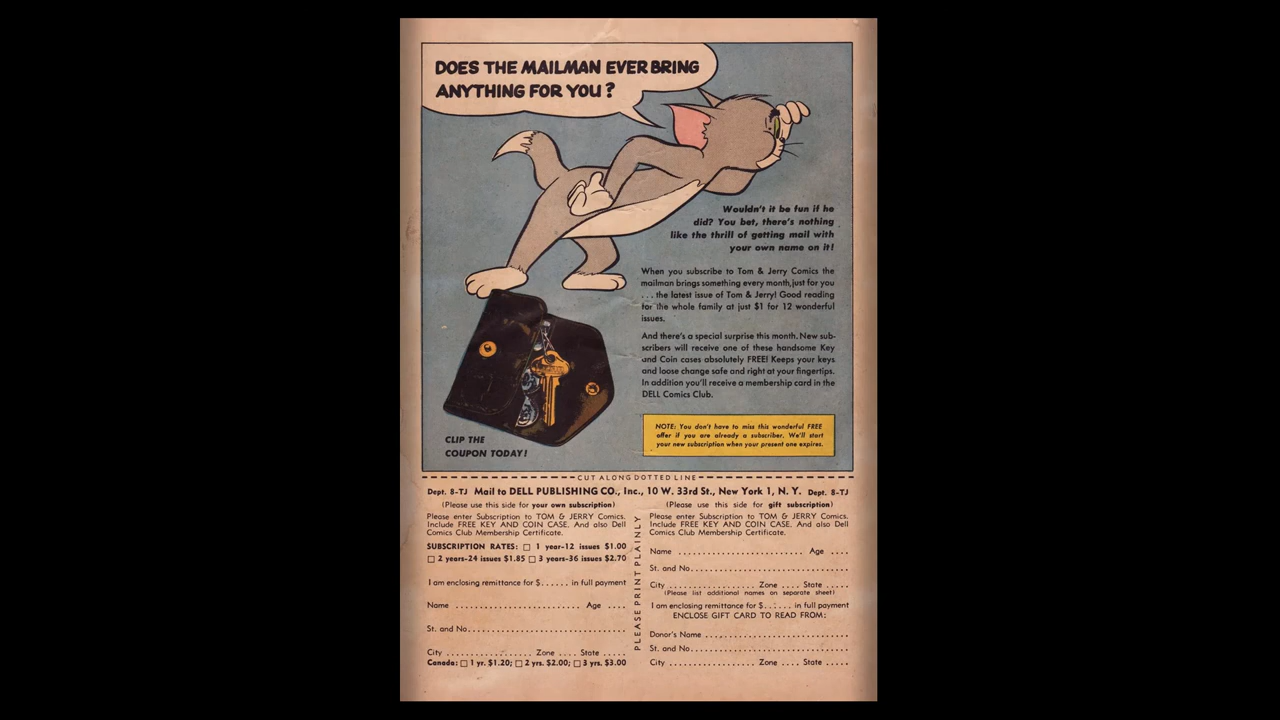 DOES THE MAILMAN EVER BRING
ANYTHING FOR YOU?
Wouldn't it be fun if he
did? You bet, there's nothing
like the thrill of getting mail with
your own name on it!
When you subscribe to Tom & Jerry Comics the
mailman brings something every month, just for you
. . . the latest issue of Tom & Jerry! Good reading
for the whole family at just $1 for 12 wonderful
issues.
And there's a special surprise this month. New sub-
scribers will receive one of these handsome Key
and Coin cases absolutely FREE! Keeps your keys
and loose change safe and right at your fingertips.
In addition you'll receive a membership card in the
DELL Comics Club.
NOTE: You don't have to miss this wonderful FREE
offer if you are already a subscriber. We'll start
your new subscription when your present one expires.
CLIP THE
COUPON TODAY!
CUT ALONG DOTTED LINE
Dept. 8-TJ Mail to DELL PUBLISHING CO., Inc., 10 W. 33rd St., New York 1, N. Y. Dept. 8-TJ
(Please use this side for your own subscription)
Please enter Subscription to TOM & JERRY Comics.
Include FREE KEY AND COIN CASE. And also Dell
Comics Club Membership Certificate.
SUBSCRIPTION RATES: □ 1 year-12 issues $1.00
□ 2 years-24 issues $1.85 □ 3 years-36 issues $2.70
I am enclosing remittance for $...... in full payment
Name .............................. Age ....
St. and No...............................
City .................... Zone .... State .....
Canada: □ 1 yr. $1.20; □ 2 yrs. $2.00; □ 3 yrs. $3.00
PLEASE PRINT PLAINLY
(Please use this side for gift subscription)
Please enter Subscription to TOM & JERRY Comics.
Include FREE KEY AND COIN CASE. And also Dell
Comics Club Membership Certificate.
Name .............................. Age ....
St. and No...............................
City .................... Zone .... State .....
(Please list additional names on separate sheet)
I am enclosing remittance for $...... in full payment
ENCLOSE GIFT CARD TO READ FROM:
Donor's Name ..............................
St. and No...............................
City .................... Zone .... State .....